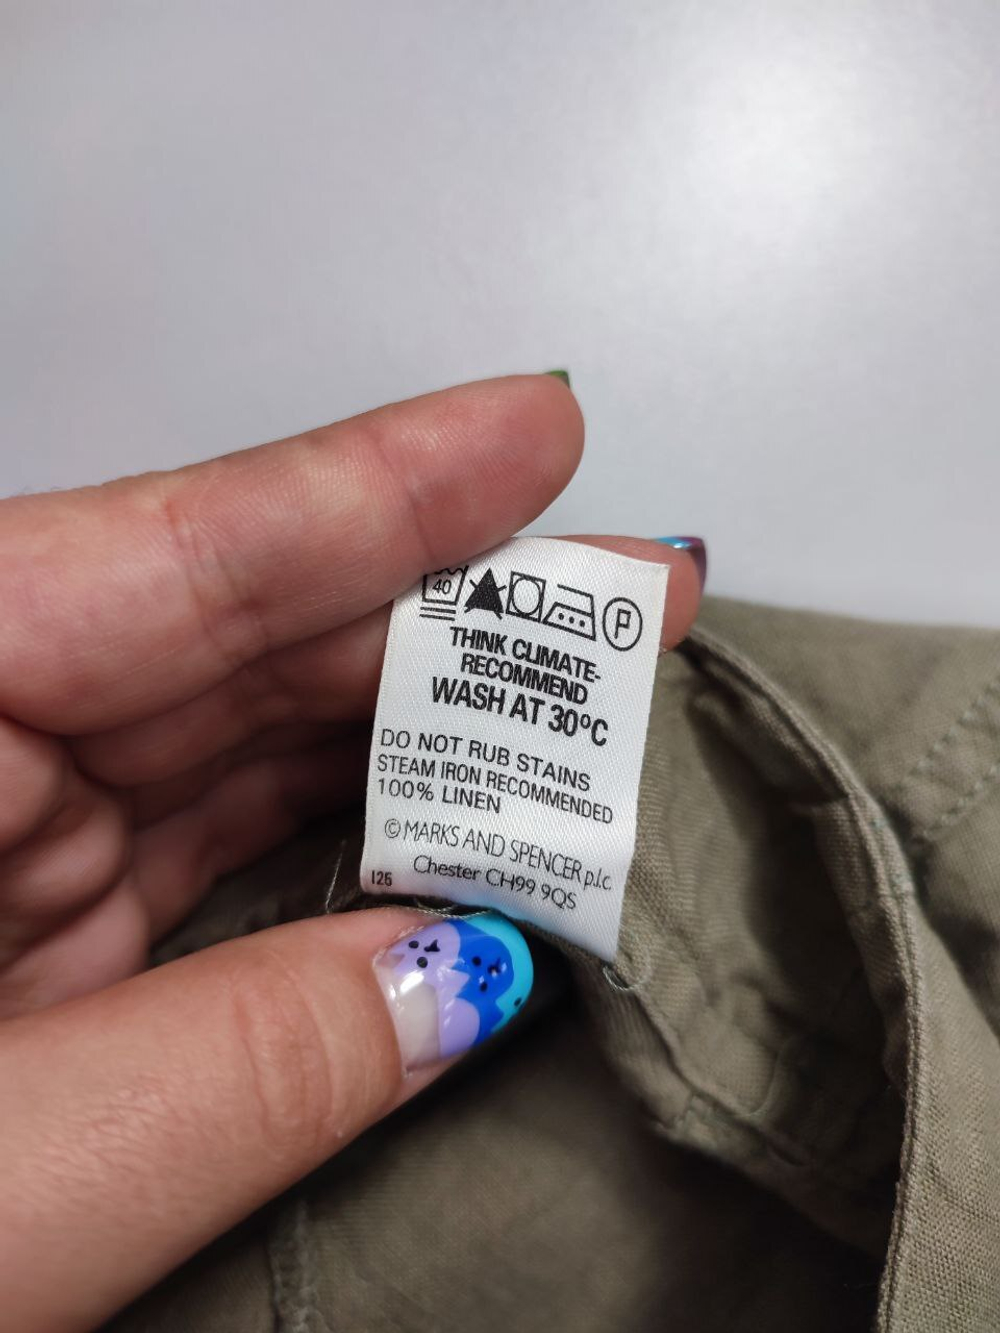 40
P
THINK CLIMATE-
RECOMMEND
WASH AT 30ºC
DO NOT RUB STAINS
STEAM IRON RECOMMENDED
100% LINEN
© MARKS AND SPENCER p.l.c.
Chester CH99 9QS
125